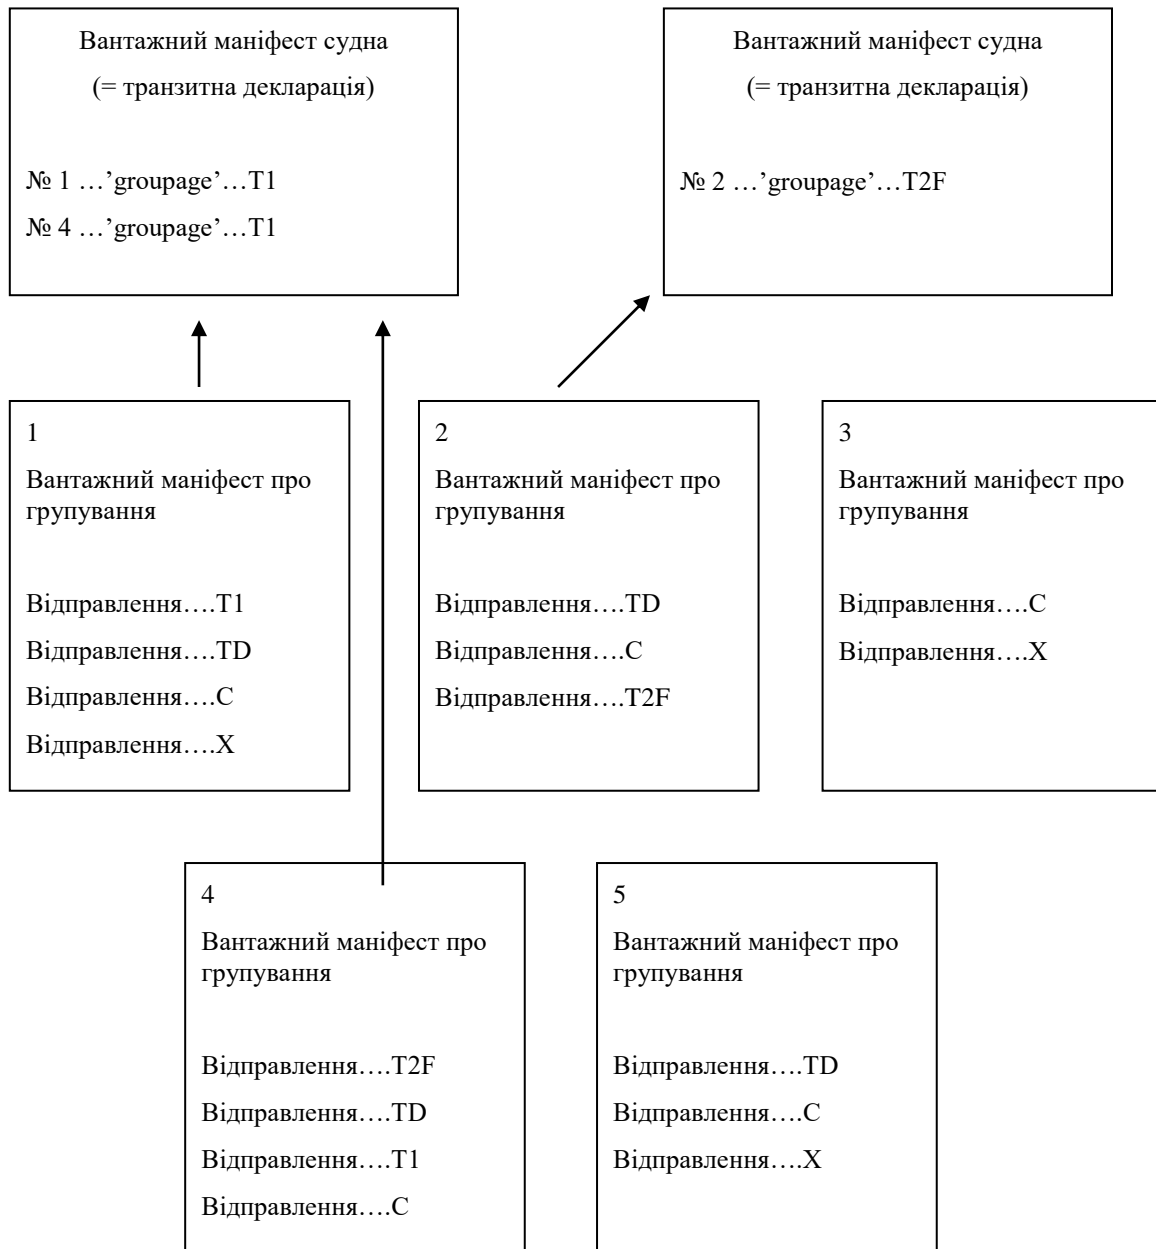 Вантажний маніфест судна
(= транзитна декларація)
№ 1 …’groupage’…T1
№ 4 …’groupage’…T1
Вантажний маніфест судна
(= транзитна декларація)
№ 2 …’groupage’…T2F
1
Вантажний маніфест про
групування
Відправлення….T1
Відправлення….TD
Відправлення….C
Відправлення….X
2
Вантажний маніфест про
групування
Відправлення….TD
Відправлення….C
Відправлення….T2F
3
Вантажний маніфест про
групування
Відправлення….C
Відправлення….X
4
Вантажний маніфест про
групування
Відправлення….T2F
Відправлення….TD
Відправлення….T1
Відправлення….C
5
Вантажний маніфест про
групування
Відправлення….TD
Відправлення….C
Відправлення….X